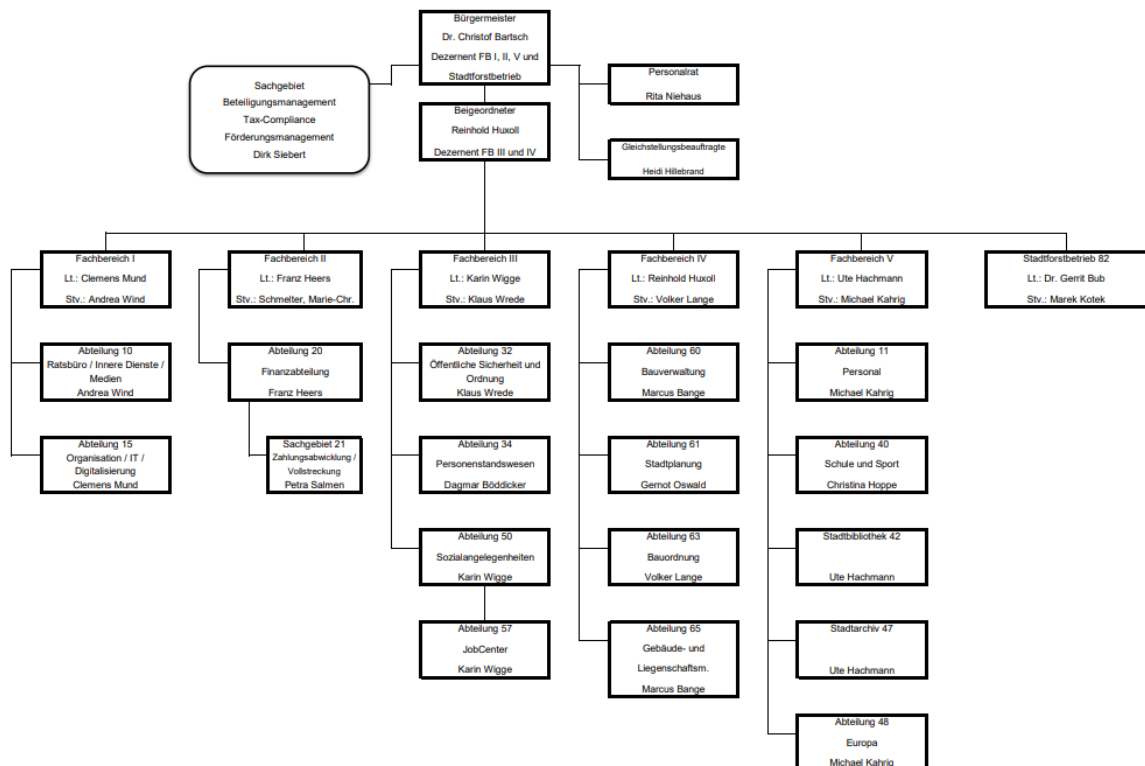 Bürgermeister
Dr. Christof Bartsch
Dezernent FB I, II, V und
Stadtforstbetrieb
Sachgebiet
Beteiligungsmanagement
Tax-Compliance
Förderungsmanagement
Dirk Siebert
Personalrat
Rita Niehaus
Beigeordneter
Reinhold Huxoll
Dezernent FB III und IV
Gleichstellungsbeauftragte
Heidi Hillebrand
Fachbereich I
Lt.: Clemens Mund
Stv.: Andrea Wind
Fachbereich II
Lt.: Franz Heers
Stv.: Schmelter, Marie-Chr.
Fachbereich III
Lt.: Karin Wigge
Stv.: Klaus Wrede
Fachbereich IV
Lt.: Reinhold Huxoll
Stv.: Volker Lange
Fachbereich V
Lt.: Ute Hachmann
Stv.: Michael Kahrig
Stadtforstbetrieb 82
Lt.: Dr. Gerrit Bub
Stv.: Marek Kotek
Abteilung 10
Ratsbüro / Innere Dienste /
Medien
Andrea Wind
Abteilung 20
Finanzabteilung
Franz Heers
Abteilung 32
Öffentliche Sicherheit und
Ordnung
Klaus Wrede
Abteilung 60
Bauverwaltung
Marcus Bange
Abteilung 11
Personal
Michael Kahrig
Abteilung 15
Organisation / IT /
Digitalisierung
Clemens Mund
Sachgebiet 21
Zahlungsabwicklung /
Vollstreckung
Petra Salmen
Abteilung 34
Personenstandswesen
Dagmar Böddicker
Abteilung 61
Stadtplanung
Gernot Oswald
Abteilung 40
Schule und Sport
Christina Hoppe
Abteilung 50
Sozialangelegenheiten
Karin Wigge
Abteilung 63
Bauordnung
Volker Lange
Stadtbibliothek 42
Ute Hachmann
Abteilung 57
JobCenter
Karin Wigge
Abteilung 65
Gebäude- und
Liegenschaftsm.
Marcus Bange
Stadtarchiv 47
Ute Hachmann
Abteilung 48
Europa
Michael Kahrig